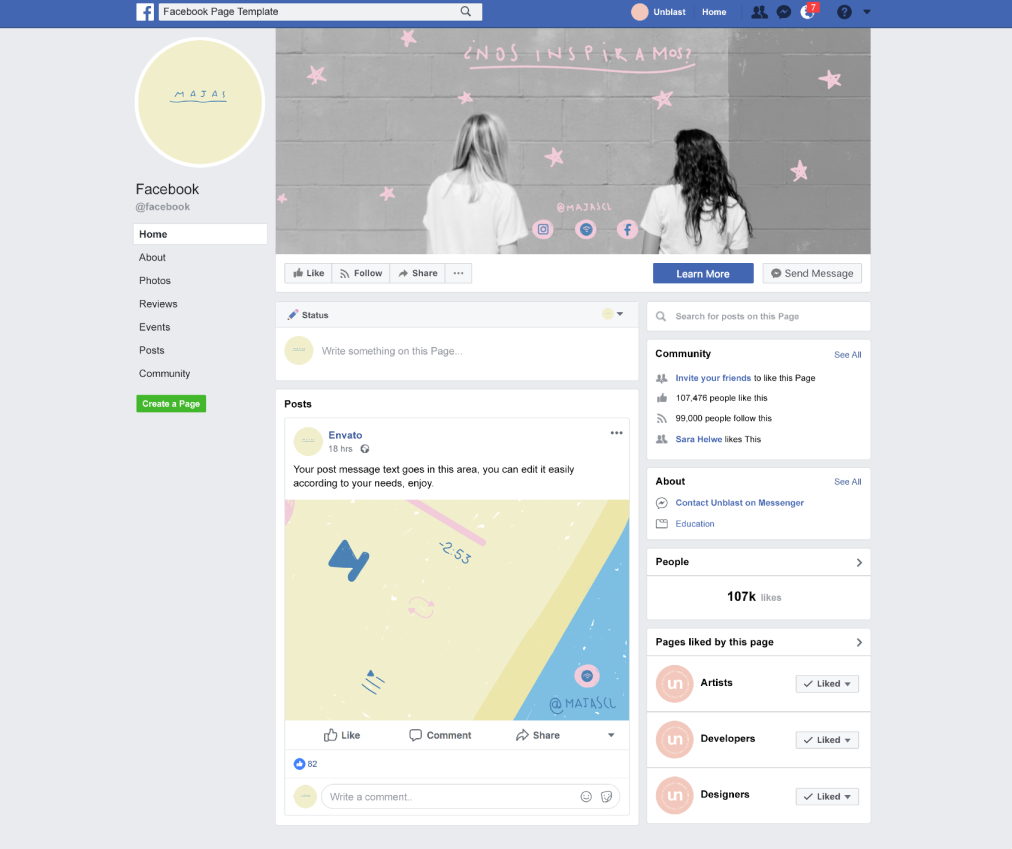 Facebook Page Template
Unblast
Home
7
?
MAJAS
¿NOS INSPIRAMOS?
@MAJASCL
f
Facebook
@facebook
Home
About
Photos
Reviews
Events
Posts
Community
Create a Page
Like
Follow
Share
Learn More
Send Message
Status
Write something on this Page...
Posts
Envato
18 hrs
Your post message text goes in this area, you can edit it easily
according to your needs, enjoy.
-2:53
@MAJASCL
Like
Comment
Share
82
Write a comment..
Search for posts on this Page
Community
See All
Invite your friends to like this Page
107,476 people like this
99,000 people follow this
Sara Helwe likes This
About
See All
Contact Unblast on Messenger
Education
People
107k likes
Pages liked by this page
un
Artists
Liked
un
Developers
Liked
un
Designers
Liked